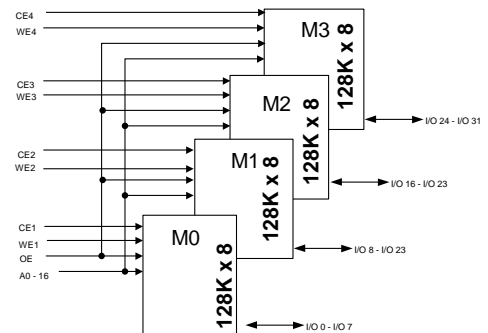 CE4
WE4
M3
128K x 8
I/O 24 - I/O 31
CE3
WE3
M2
128K x 8
I/O 16 - I/O 23
CE2
WE2
M1
128K x 8
I/O 8 - I/O 23
CE1
WE1
OE
A0 - 16
M0
128K x 8
I/O 0 - I/O 7